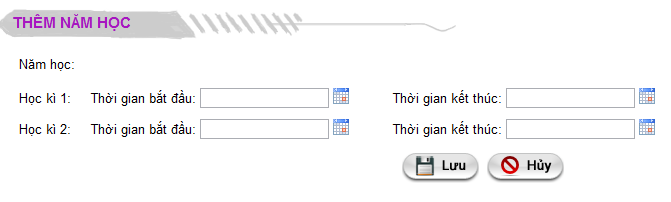 THÊM NĂM HỌC
Năm học:
Học kì 1: Thời gian bắt đầu: Thời gian kết thúc:
Học kì 2: Thời gian bắt đầu: Thời gian kết thúc:
Lưu Hủy